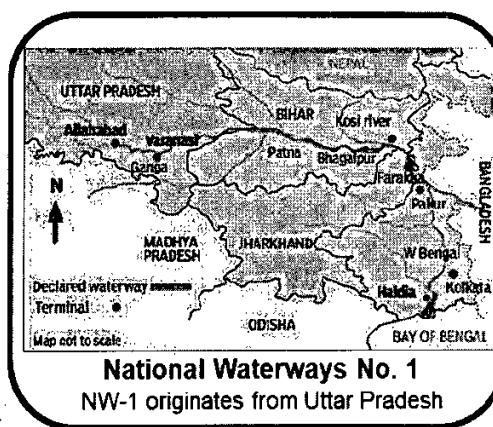 NEPAL
UTTAR PRADESH
BIHAR
Kosi river
Allahabad
Varanasi
Ganga
Patna
Bhagalpur
Farakka
Pakur
BANGLADESH
N
MADHYA
PRADESH
JHARKHAND
W Bengal
Declared waterway
Terminal
Haldia
Kolkata
ODISHA
Map not to scale
BAY OF BENGAL
National Waterways No. 1
NW-1 originates from Uttar Pradesh